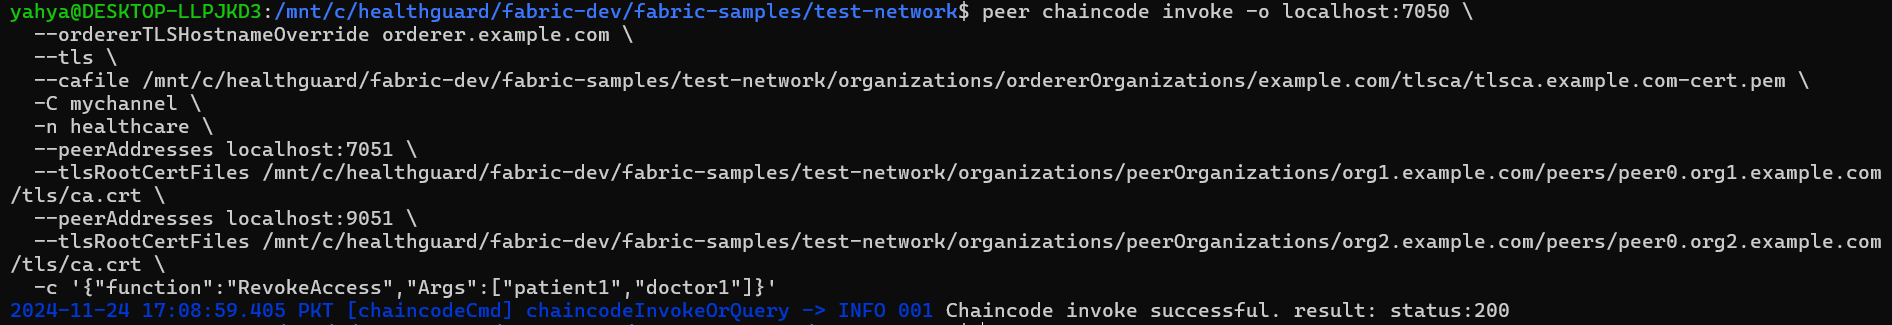 yahya@DESKTOP-LLPJKD3:/mnt/c/healthguard/fabric-dev/fabric-samples/test-network$ peer chaincode invoke -o localhost:7050 \
--ordererTLSHostnameOverride orderer.example.com \
--tls \
--cafile /mnt/c/healthguard/fabric-dev/fabric-samples/test-network/organizations/ordererOrganizations/example.com/tlsca/tlsca.example.com-cert.pem \
-C mychannel \
-n healthcare \
--peerAddresses localhost:7051 \
--tlsRootCertFiles /mnt/c/healthguard/fabric-dev/fabric-samples/test-network/organizations/peerOrganizations/org1.example.com/peers/peer0.org1.example.com
/tls/ca.crt \
--peerAddresses localhost:9051 \
--tlsRootCertFiles /mnt/c/healthguard/fabric-dev/fabric-samples/test-network/organizations/peerOrganizations/org2.example.com/peers/peer0.org2.example.com
/tls/ca.crt \
-c '{"function":"RevokeAccess","Args":["patient1","doctor1"]}'
2024-11-24 17:08:59.405 PKT [chaincodeCmd] chaincodeInvokeOrQuery -> INFO 001 Chaincode invoke successful. result: status:200